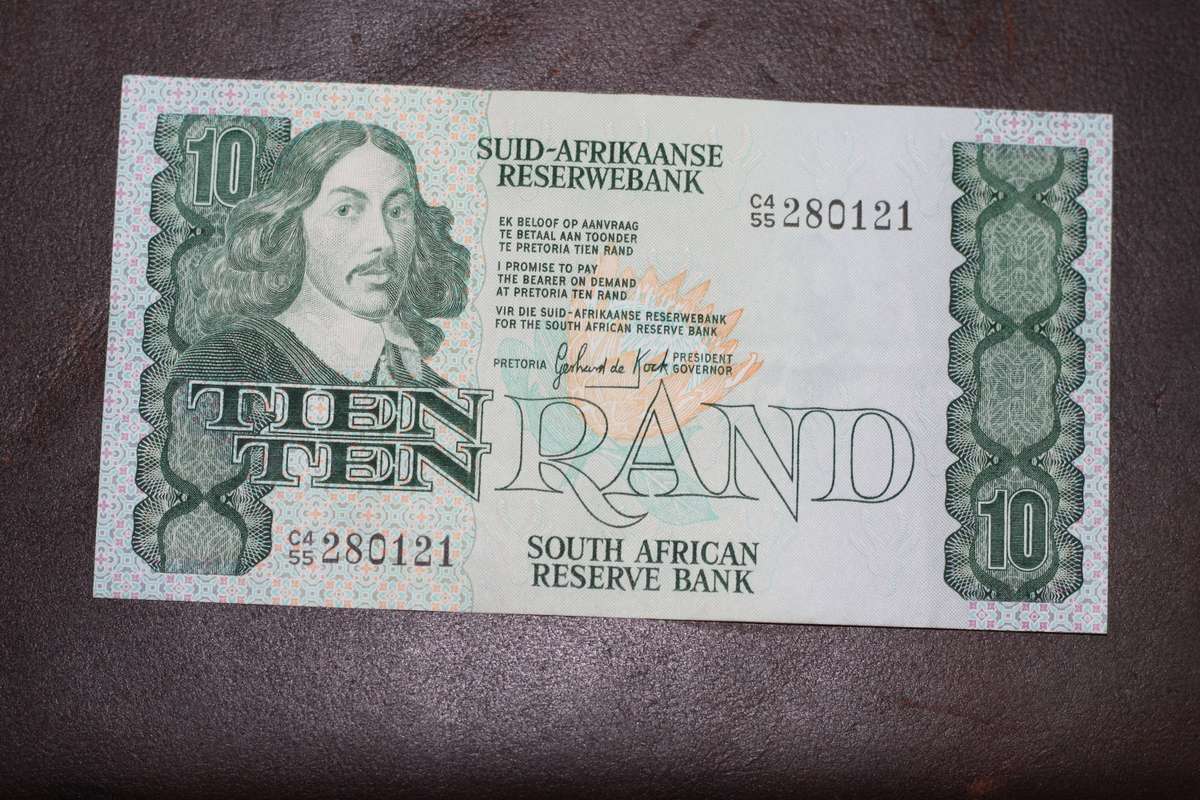 10
SUID-AFRIKAANSE
RESERWEBANK
C4
55 280121
EK BELOOF OP AANVRAAG
TE BETAAL AAN TOONDER
TE PRETORIA TIEN RAND
I PROMISE TO PAY
THE BEARER ON DEMAND
AT PRETORIA TEN RAND
VIR DIE SUID-AFRIKAANSE RESERWEBANK
FOR THE SOUTH AFRICAN RESERVE BANK
PRETORIA Gerhard de Kock PRESIDENT
GOVERNOR
TIEN
TEN
RAND
10
C4
55 280121
SOUTH AFRICAN
RESERVE BANK